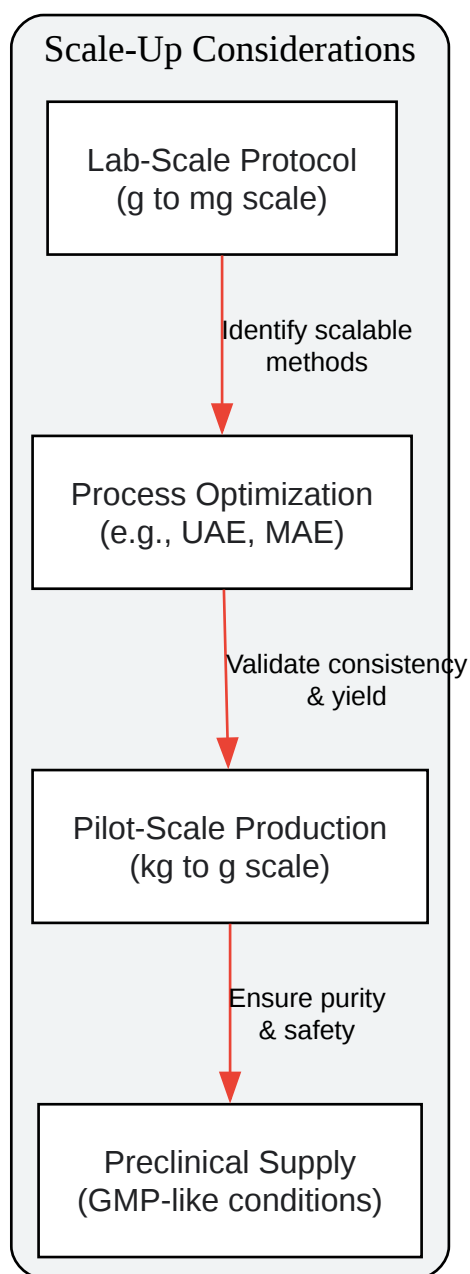 Scale-Up Considerations
Lab-Scale Protocol
(g to mg scale)
Identify scalable
methods
Process Optimization
(e.g., UAE, MAE)
Validate consistency
& yield
Pilot-Scale Production
(kg to g scale)
Ensure purity
& safety
Preclinical Supply
(GMP-like conditions)